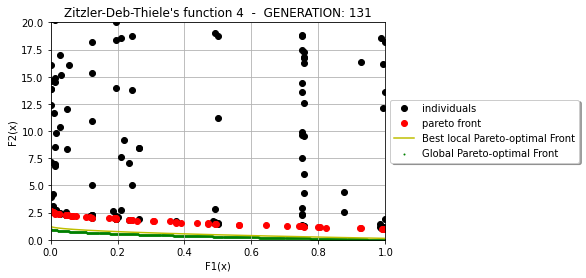 Zitzler-Deb-Thiele's function 4 - GENERATION: 131
20.0
17.5
15.0
12.5
10.0
7.5
5.0
2.5
0.0
F2(x)
0.0 0.2 0.4 0.6 0.8 1.0
F1(x)
individuals
pareto front
Best local Pareto-optimal Front
Global Pareto-optimal Front